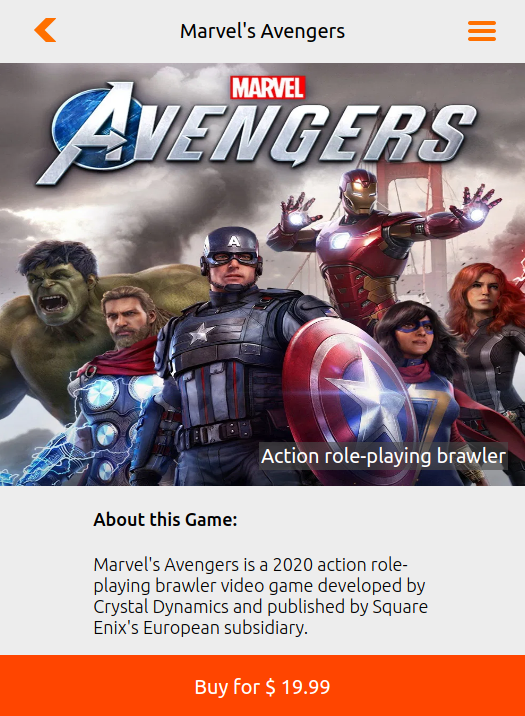 Marvel's Avengers
MARVEL
AVENGERS
A
Action role-playing brawler
About this Game:
Marvel's Avengers is a 2020 action role-
playing brawler video game developed by
Crystal Dynamics and published by Square
Enix's European subsidiary.
Buy for $ 19.99